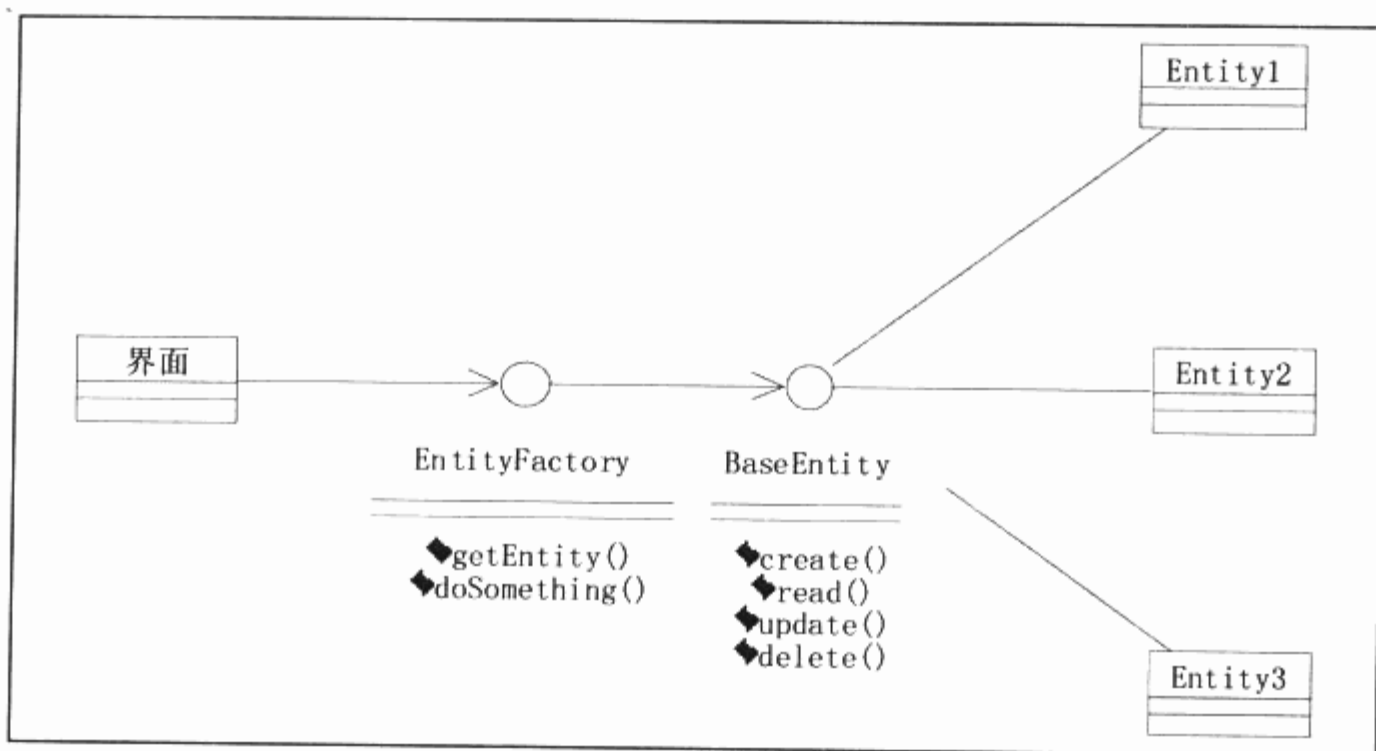 Entity1
界面
Entity2
EntityFactory
getEntity()
doSomething()
BaseEntity
create()
read()
update()
delete()
Entity3